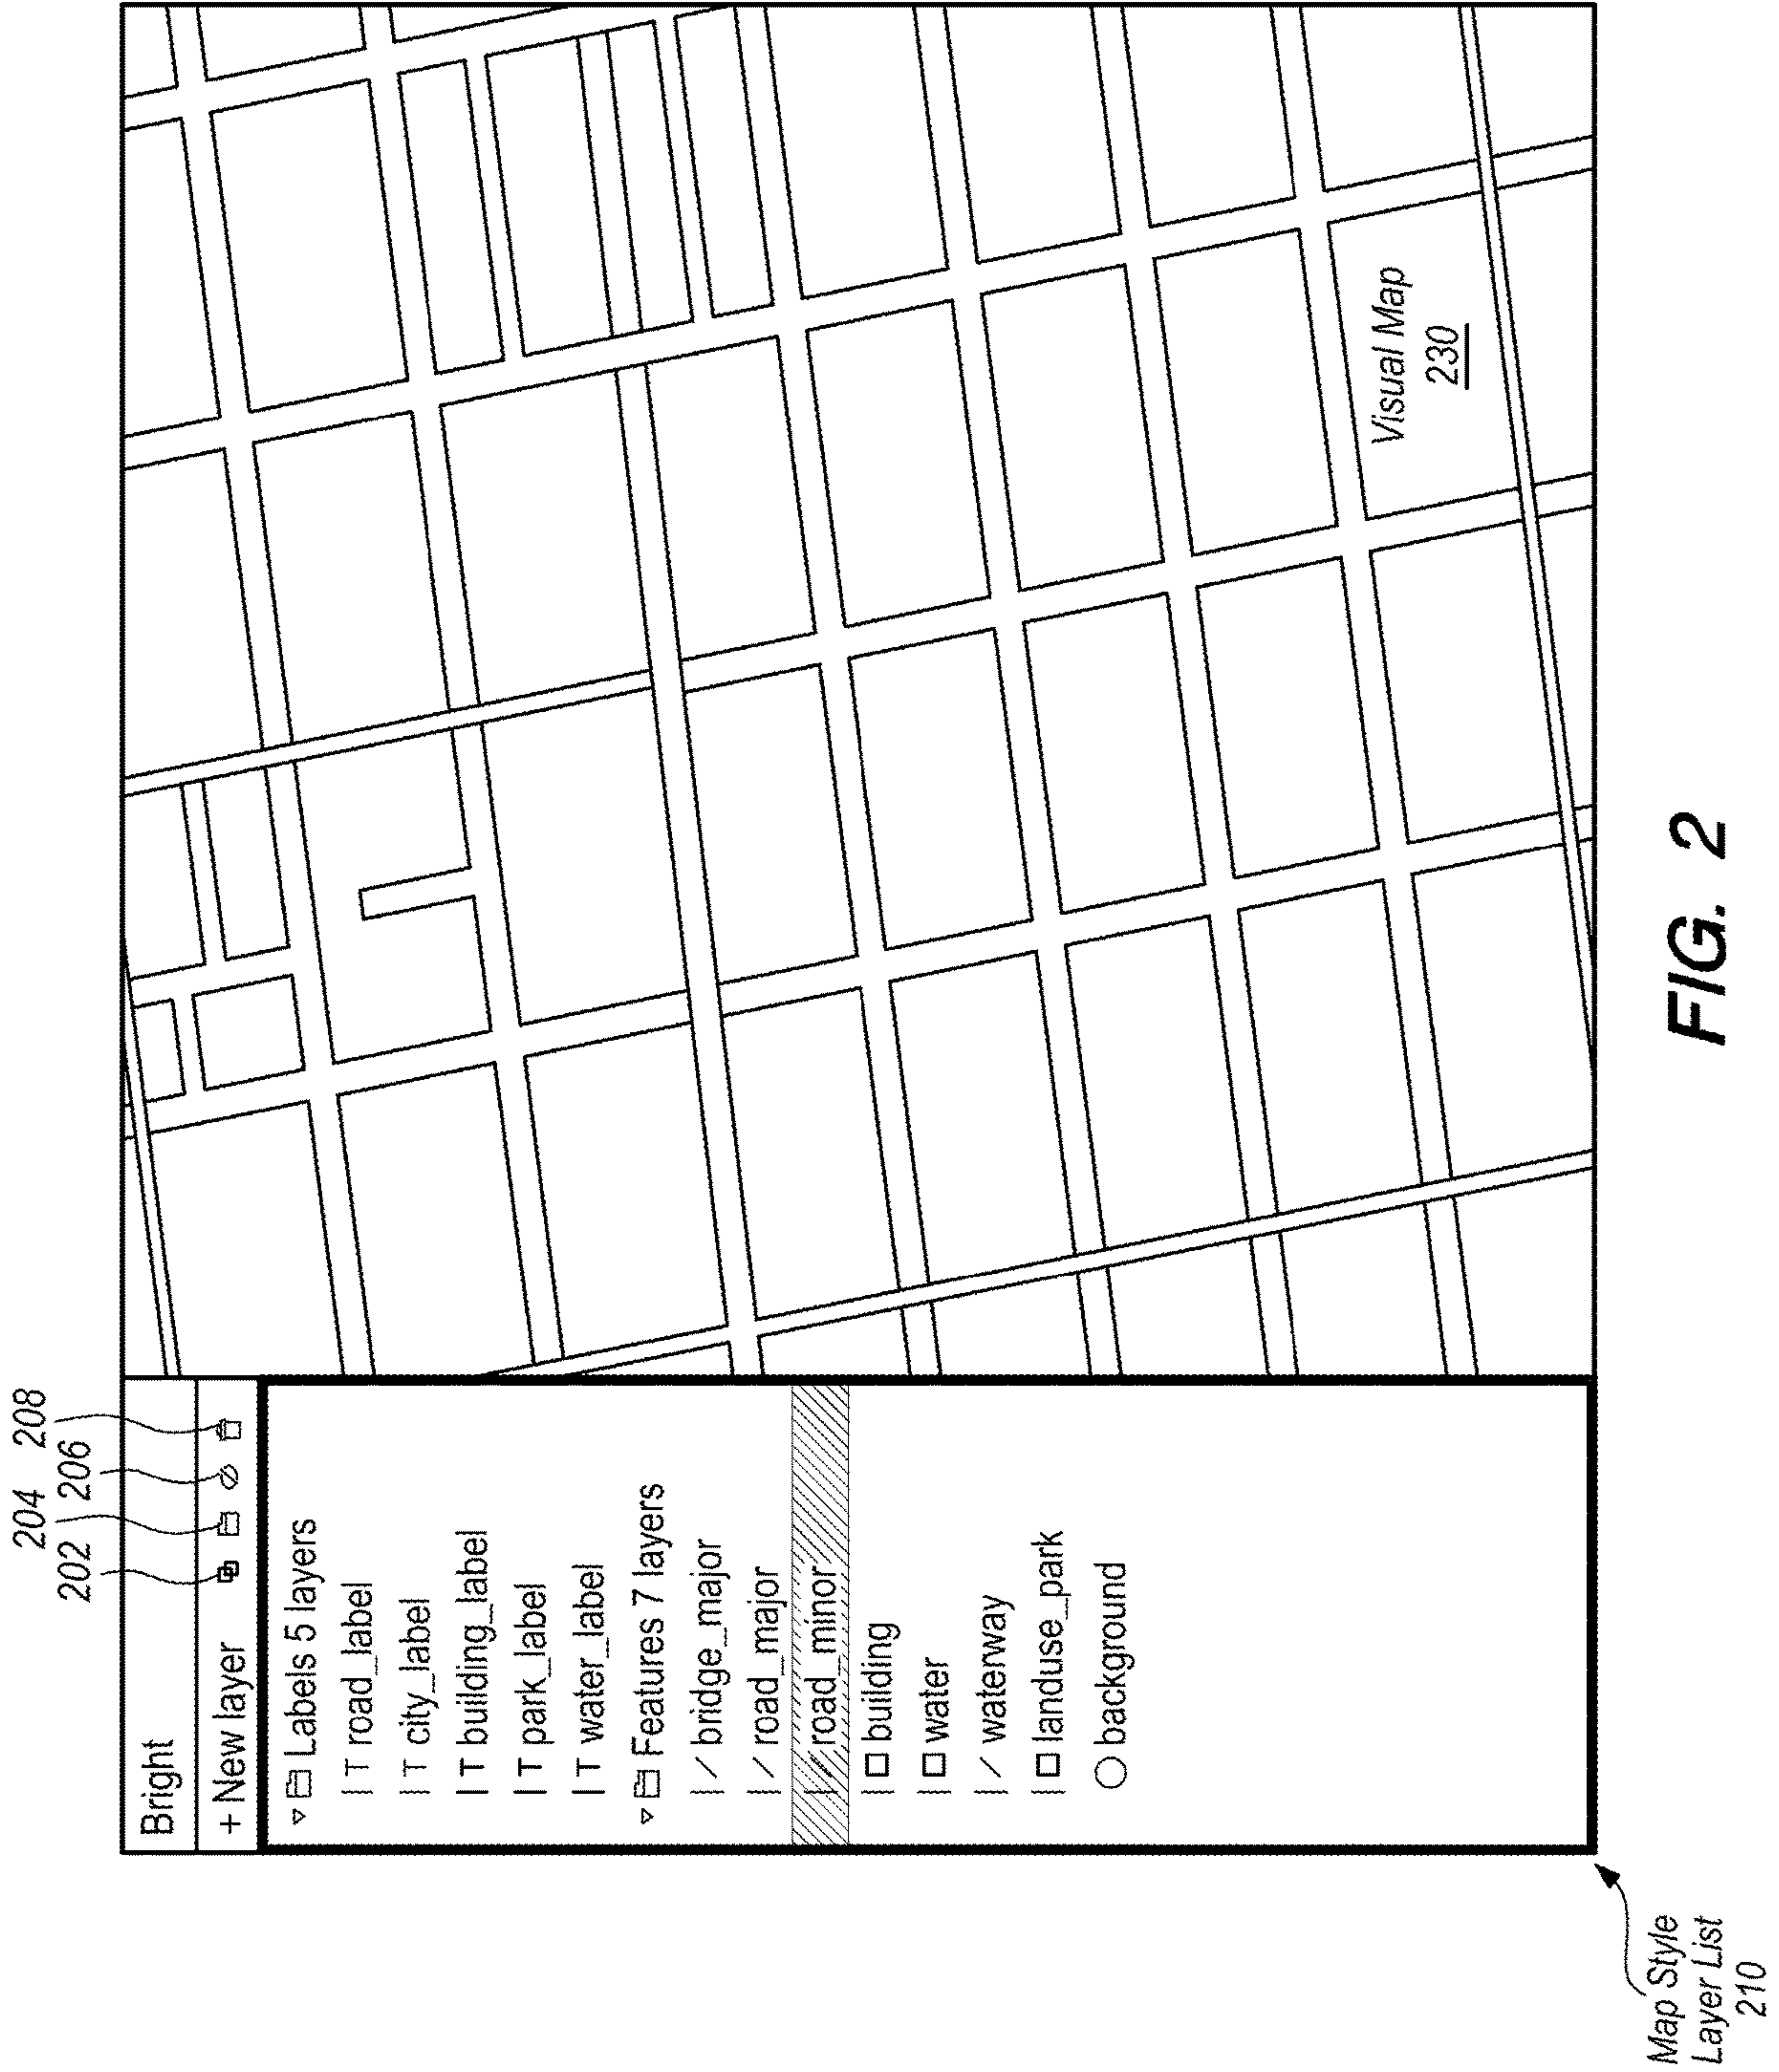 204 208
202 206
Bright
+ New layer
Labels 5 layers
T road_label
T city_label
T building_label
T park_label
T water_label
Features 7 layers
bridge_major
road_major
road_minor
building
water
waterway
landuse_park
background
Visual Map
230
Map Style
Layer List
210
FIG. 2